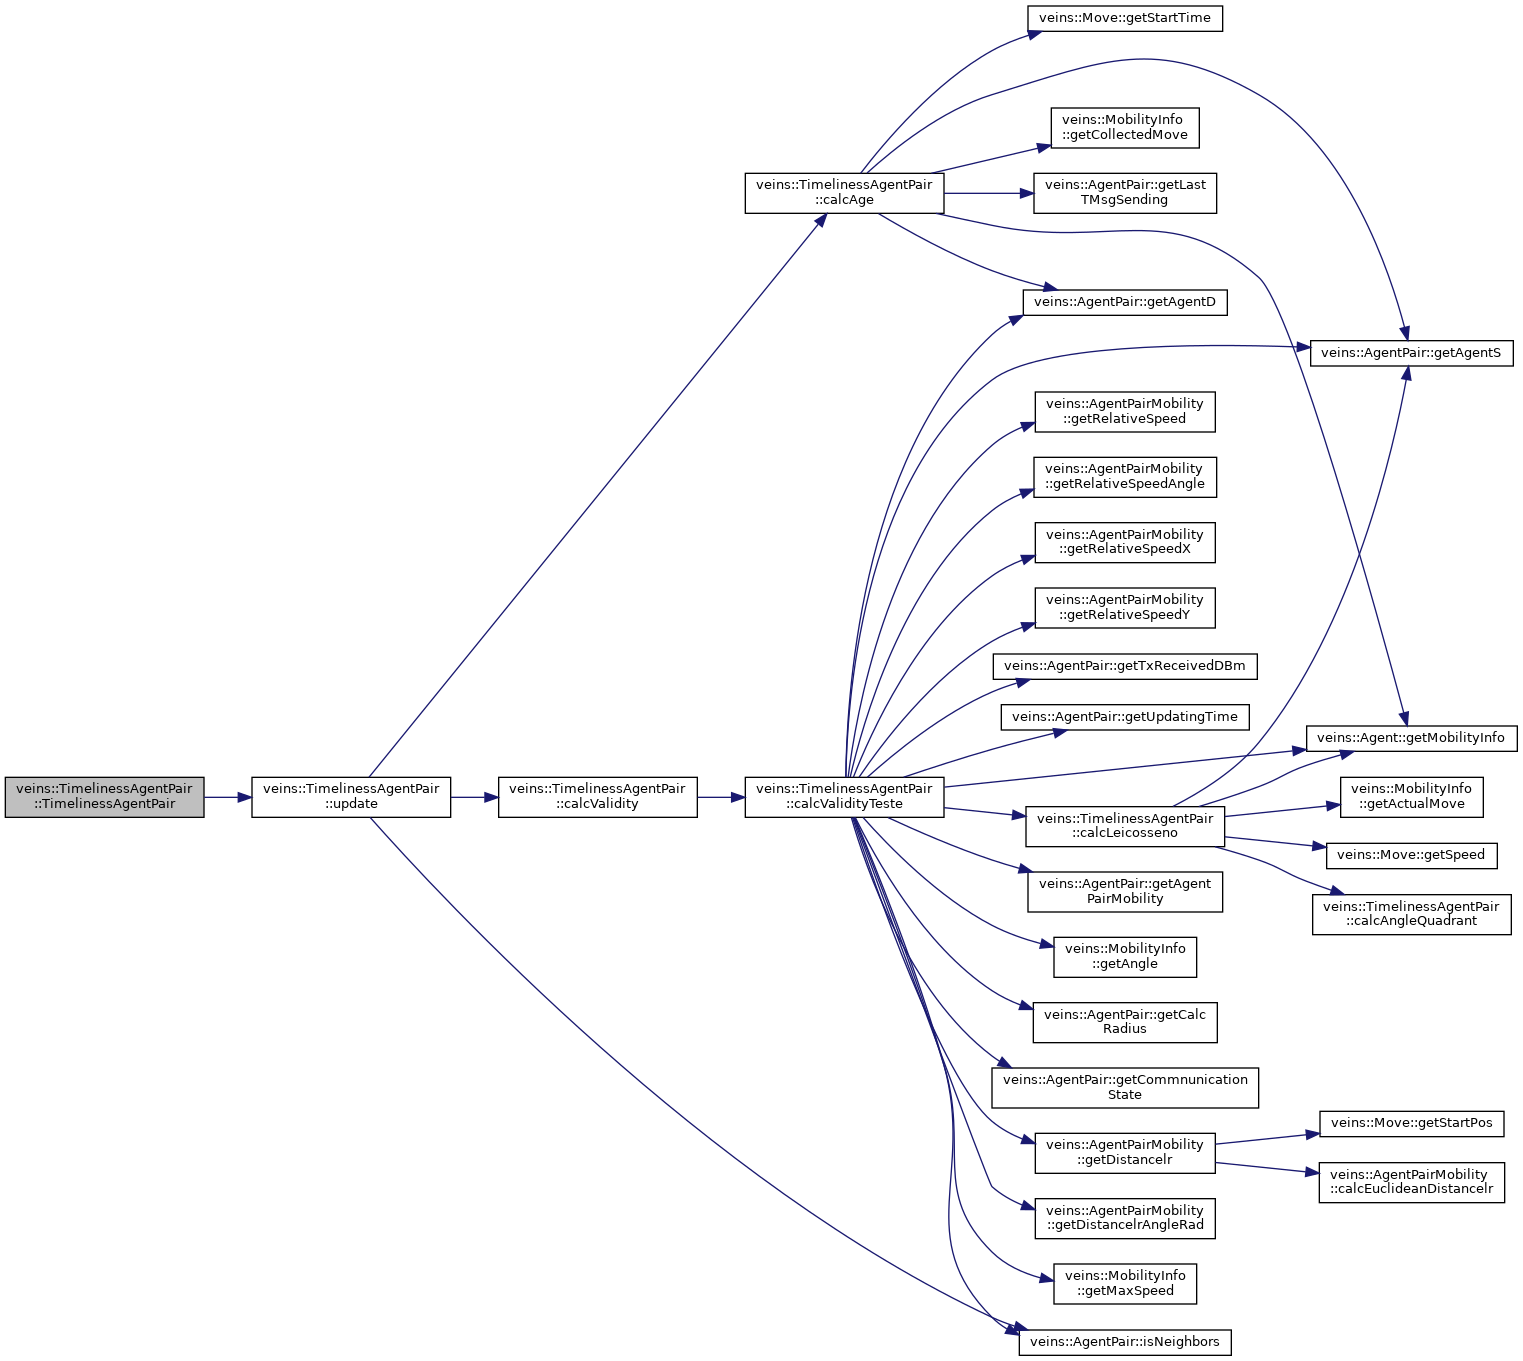 veins::Move::getStartTime
veins::MobilityInfo
::getCollectedMove
veins::TimelinessAgentPair
::calcAge
veins::AgentPair::getLast
TMsgSending
veins::AgentPair::getAgentD
veins::AgentPair::getAgentS
veins::AgentPairMobility
::getRelativeSpeed
veins::AgentPairMobility
::getRelativeSpeedAngle
veins::AgentPairMobility
::getRelativeSpeedX
veins::AgentPairMobility
::getRelativeSpeedY
veins::AgentPair::getTxReceivedDBm
veins::AgentPair::getUpdatingTime
veins::Agent::getMobilityInfo
veins::TimelinessAgentPair
::TimelinessAgentPair
veins::TimelinessAgentPair
::update
veins::TimelinessAgentPair
::calcValidity
veins::TimelinessAgentPair
::calcValidityTeste
veins::MobilityInfo
::getActualMove
veins::TimelinessAgentPair
::calcLeicosseno
veins::Move::getSpeed
veins::AgentPair::getAgent
PairMobility
veins::TimelinessAgentPair
::calcAngleQuadrant
veins::MobilityInfo
::getAngle
veins::AgentPair::getCalc
Radius
veins::AgentPair::getCommnunication
State
veins::Move::getStartPos
veins::AgentPairMobility
::getDistancelr
veins::AgentPairMobility
::calcEuclideanDistancelr
veins::AgentPairMobility
::getDistancelrAngleRad
veins::MobilityInfo
::getMaxSpeed
veins::AgentPair::isNeighbors